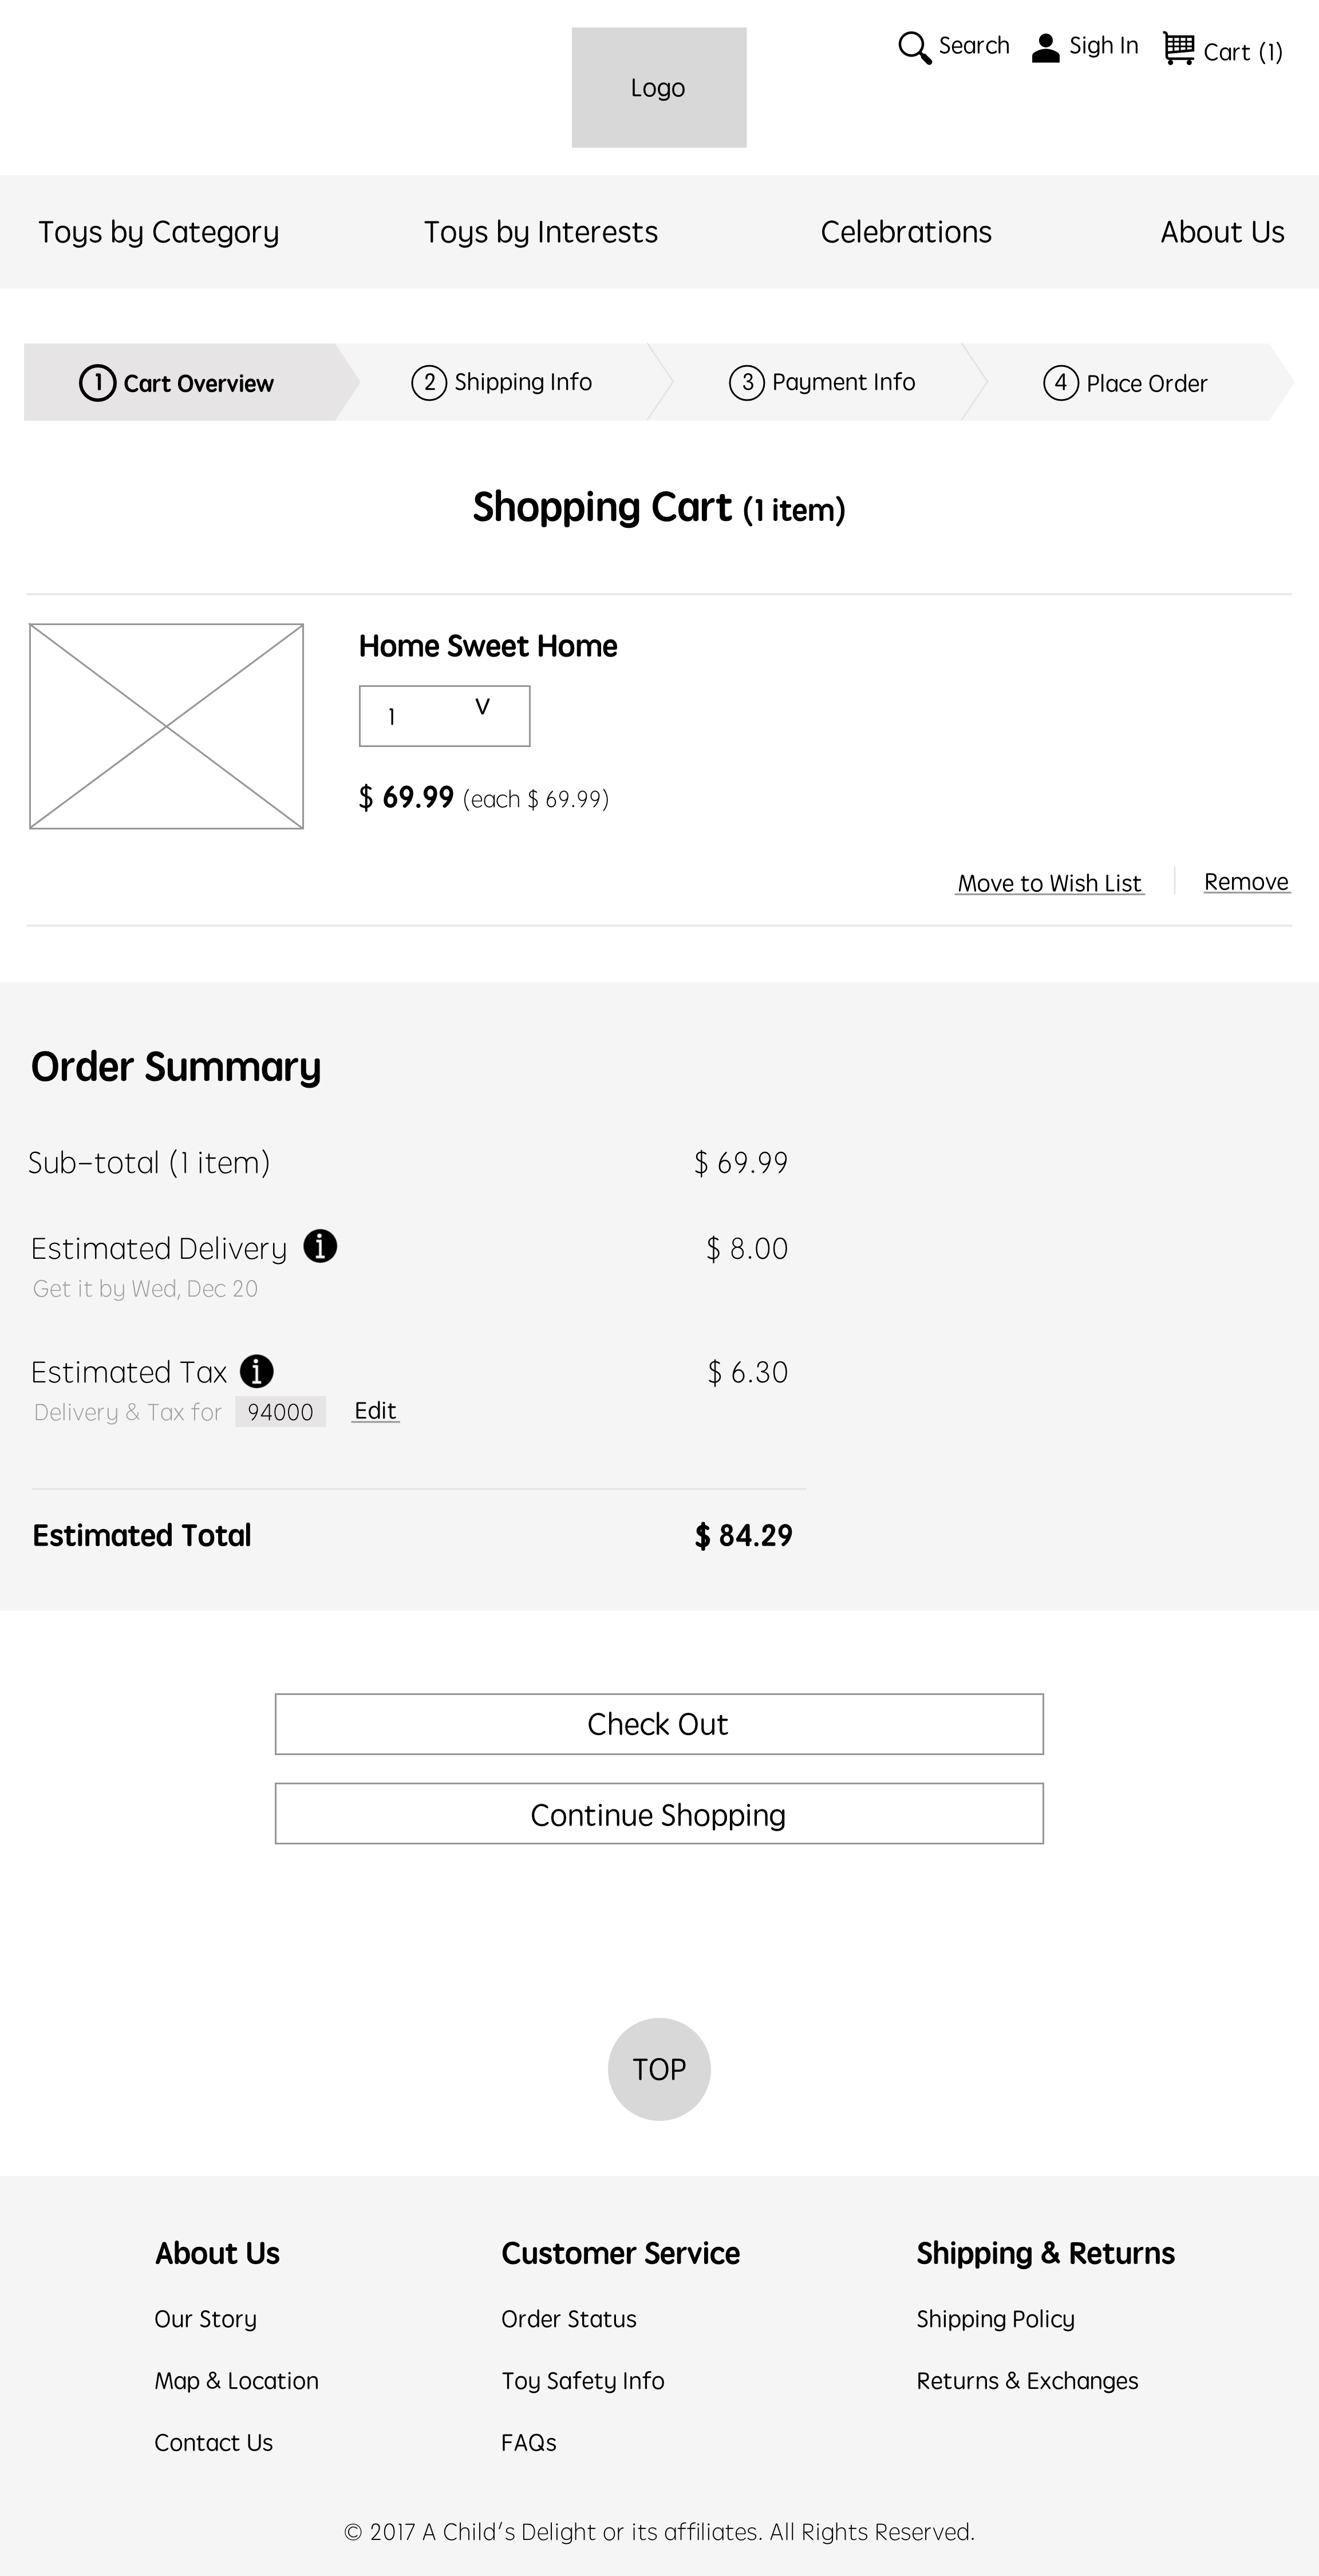 Logo
Search Sigh In Cart (1)
Toys by Category Toys by Interests Celebrations About Us
1 Cart Overview 2 Shipping Info 3 Payment Info 4 Place Order
Shopping Cart (1 item)
Home Sweet Home
1 V
$ 69.99 (each $ 69.99)
Move to Wish List Remove
Order Summary
Sub-total (1 item) $ 69.99
Estimated Delivery i $ 8.00
Get it by Wed, Dec 20
Estimated Tax i $ 6.30
Delivery & Tax for 94000 Edit
Estimated Total $ 84.29
Check Out
Continue Shopping
TOP
About Us Customer Service Shipping & Returns
Our Story Order Status Shipping Policy
Map & Location Toy Safety Info Returns & Exchanges
Contact Us FAQs
© 2017 A Child's Delight or its affiliates. All Rights Reserved.